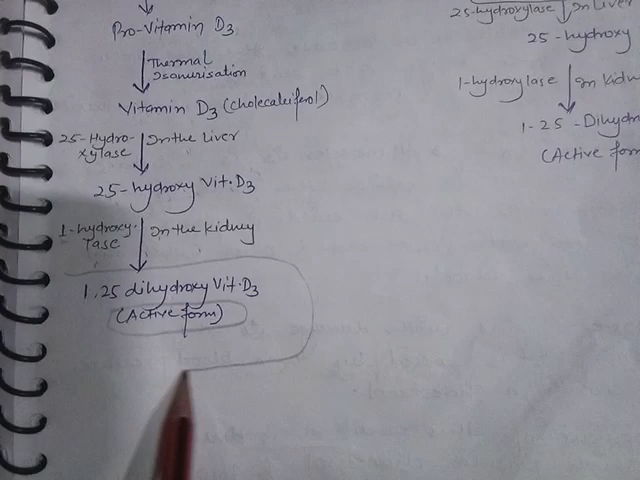 Pro-Vitamin D3
Thermal
Isomerisation
Vitamin D3 (cholecalciferol)
25-Hydro-
xylase
In the liver
25-hydroxy Vit. D3
1-hydroxy-
lase
In the kidney
1,25 dihydroxy Vit. D3
(Active form)
25-hydroxylase
In Liver
25-hydroxy
1-hydroxylase
In Kidn
1-25-Dihydr
(Active form